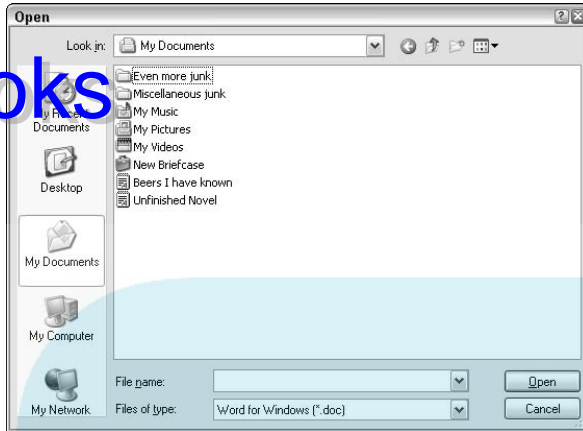 Open
Look in: My Documents
oks
My Recent
Documents
Desktop
My Documents
My Computer
My Network
Even more junk
Miscellaneous junk
My Music
My Pictures
My Videos
New Briefcase
Beers I have known
Unfinished Novel
File name:
Open
Files of type: Word for Windows (*.doc)
Cancel